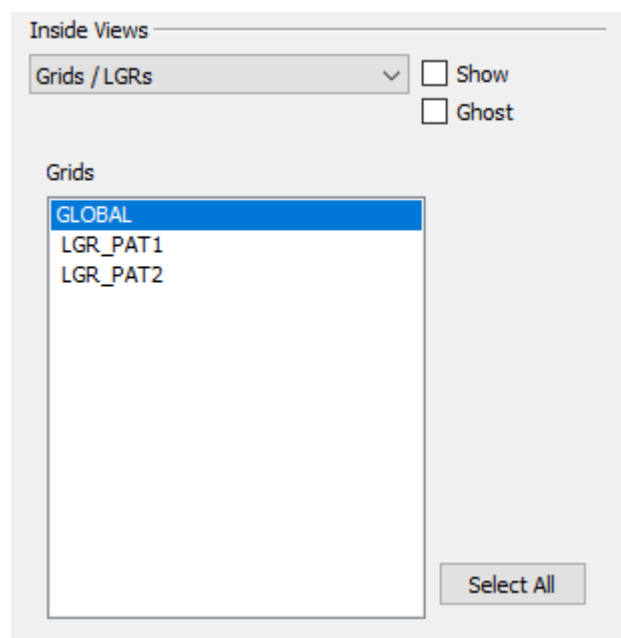 Inside Views
Grids / LGRs
Show
Ghost
Grids
GLOBAL
LGR_PAT1
LGR_PAT2
Select All